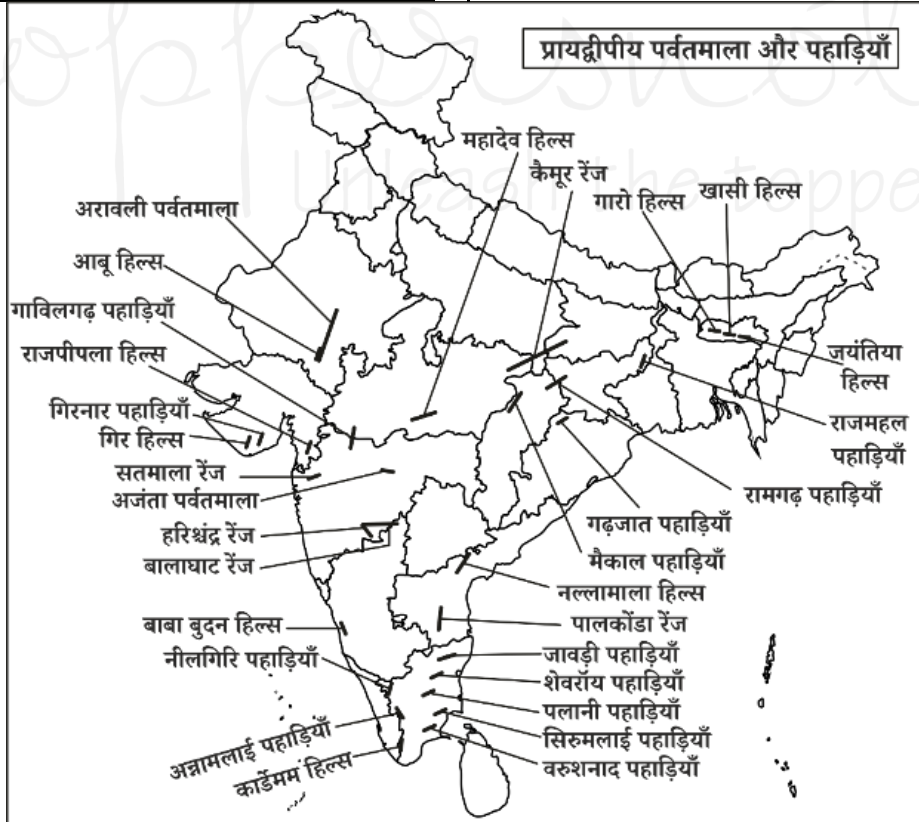 प्रायद्वीपीय पर्वतमाला और पहाड़ियाँ
महादेव हिल्स
कैमूर रेंज
गारो हिल्स
खासी हिल्स
अरावली पर्वतमाला
आबू हिल्स
गाविलगढ़ पहाड़ियाँ
राजपीपला हिल्स
गिरनार पहाड़ियाँ
गिर हिल्स
सतमाला रेंज
अजंता पर्वतमाला
हरिश्चंद्र रेंज
बालाघाट रेंज
बाबा बुदन हिल्स
नीलगिरि पहाड़ियाँ
अन्नामलाई पहाड़ियाँ
कार्डेमम हिल्स
जयंतिया
हिल्स
राजमहल
पहाड़ियाँ
रामगढ़ पहाड़ियाँ
गढ़जात पहाड़ियाँ
मैकाल पहाड़ियाँ
नल्लामाला हिल्स
पालकोंडा रेंज
जावड़ी पहाड़ियाँ
शेवरॉय पहाड़ियाँ
पलानी पहाड़ियाँ
सिरुमलाई पहाड़ियाँ
वरुशनाद पहाड़ियाँ